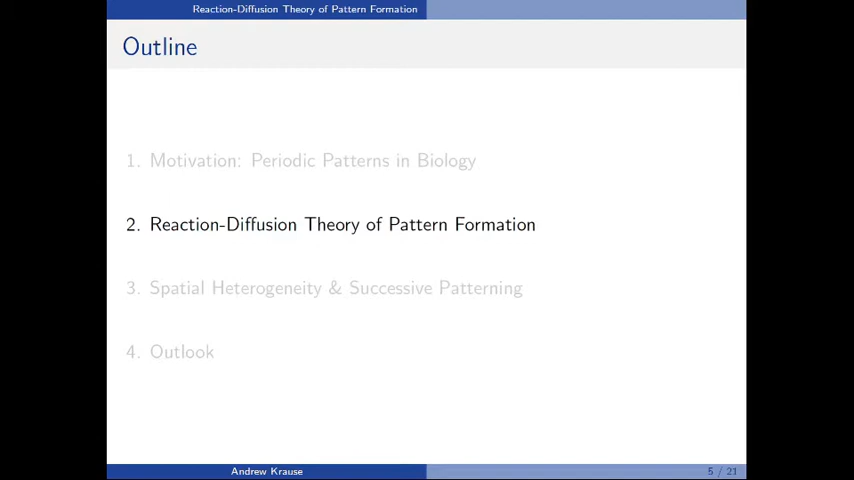 Reaction-Diffusion Theory of Pattern Formation
Outline
1. Motivation: Periodic Patterns in Biology
2. Reaction-Diffusion Theory of Pattern Formation
3. Spatial Heterogeneity & Successive Patterning
4. Outlook
Andrew Krause
5 / 21